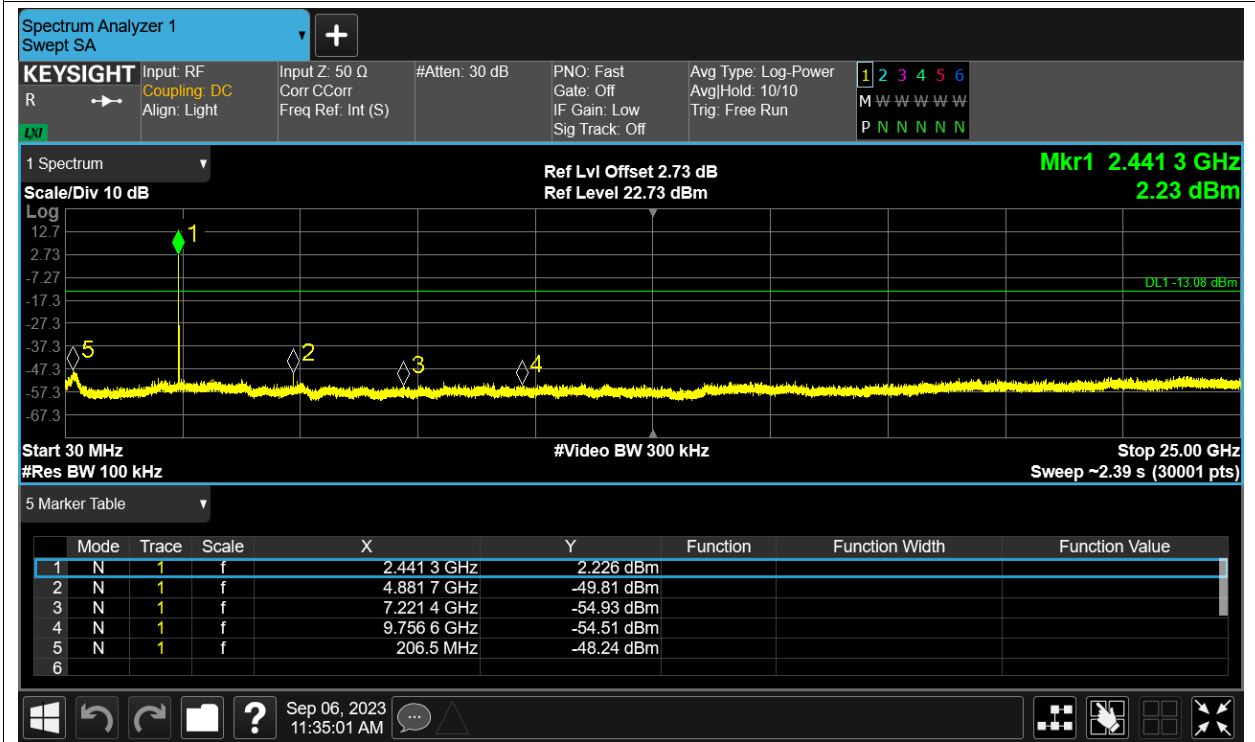 Spectrum Analyzer 1
Swept SA
KEYSIGHT
R
LXI
Input: RF
Coupling: DC
Align: Light
Input Z: 50 Ω
Corr CCorr
Freq Ref: Int (S)
#Atten: 30 dB
PNO: Fast
Gate: Off
IF Gain: Low
Sig Track: Off
Avg Type: Log-Power
Avg|Hold: 10/10
Trig: Free Run
1 2 3 4 5 6
M W W W W W
P N N N N N
1 Spectrum
Scale/Div 10 dB
Ref Lvl Offset 2.73 dB
Ref Level 22.73 dBm
Mkr1 2.441 3 GHz
2.23 dBm
Log
12.7
2.73
-7.27
-17.3
-27.3
-37.3
-47.3
-57.3
-67.3
1
DL1 -13.08 dBm
5
2
3
4
Start 30 MHz
#Video BW 300 kHz
Stop 25.00 GHz
#Res BW 100 kHz
Sweep ~2.39 s (30001 pts)
5 Marker Table
Mode Trace Scale X Y Function Function Width Function Value
1 N 1 f 2.441 3 GHz 2.226 dBm
2 N 1 f 4.881 7 GHz -49.81 dBm
3 N 1 f 7.221 4 GHz -54.93 dBm
4 N 1 f 9.756 6 GHz -54.51 dBm
5 N 1 f 206.5 MHz -48.24 dBm
6
?
Sep 06, 2023
11:35:01 AM